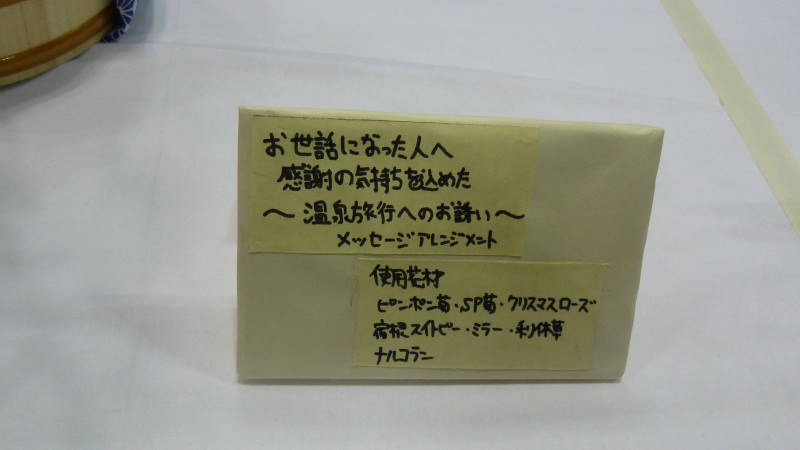 お世話になった人へ
感謝の気持ちを込めた
〜温泉旅行へのお誘い〜
メッセージアレンジメント
使用花材
ピンポン菊・SP菊・クリスマスローズ
宿根スイトピー・ミラー・利休草
ナルコラン